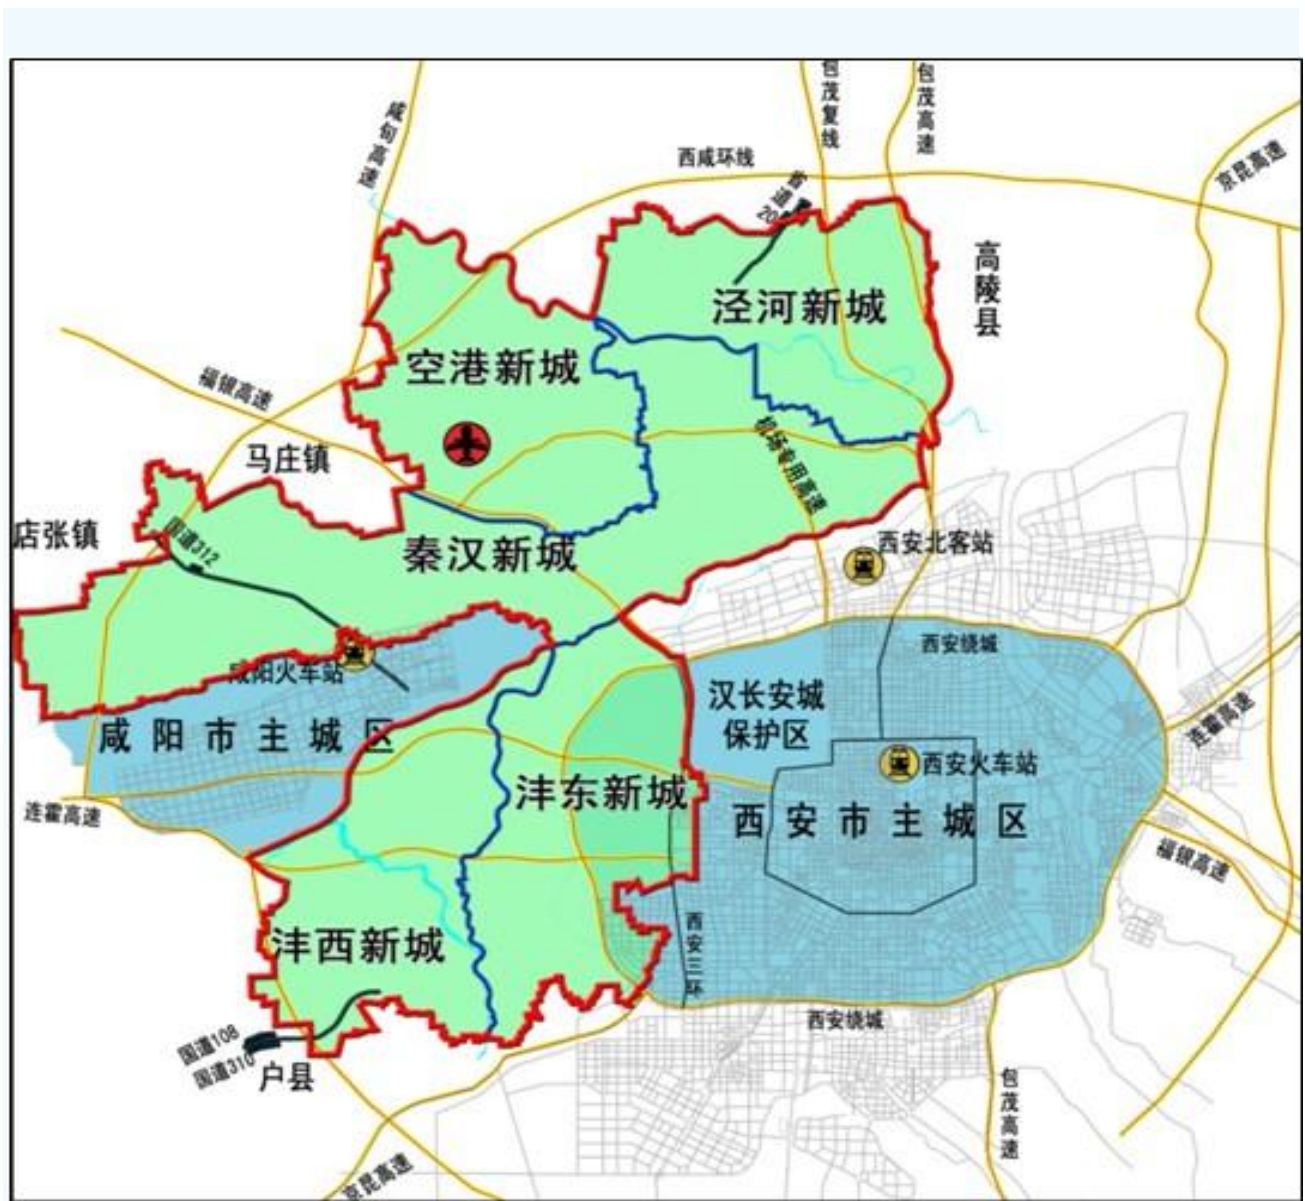 包茂复线
包茂高速
咸旬高速
西咸环线
京昆高速
省道
20
高陵县
泾河新城
空港新城
福银高速
机场专用高速
马庄镇
店张镇
国道312
秦汉新城
西安北客站
西安绕城
咸阳火车站
汉长安城
保护区
咸阳市主城区
连霍高速
西安火车站
沣东新城
西安市主城区
连霍高速
福银高速
沣西新城
西安三环
西安绕城
国道108
国道310
户县
包茂高速
京昆高速